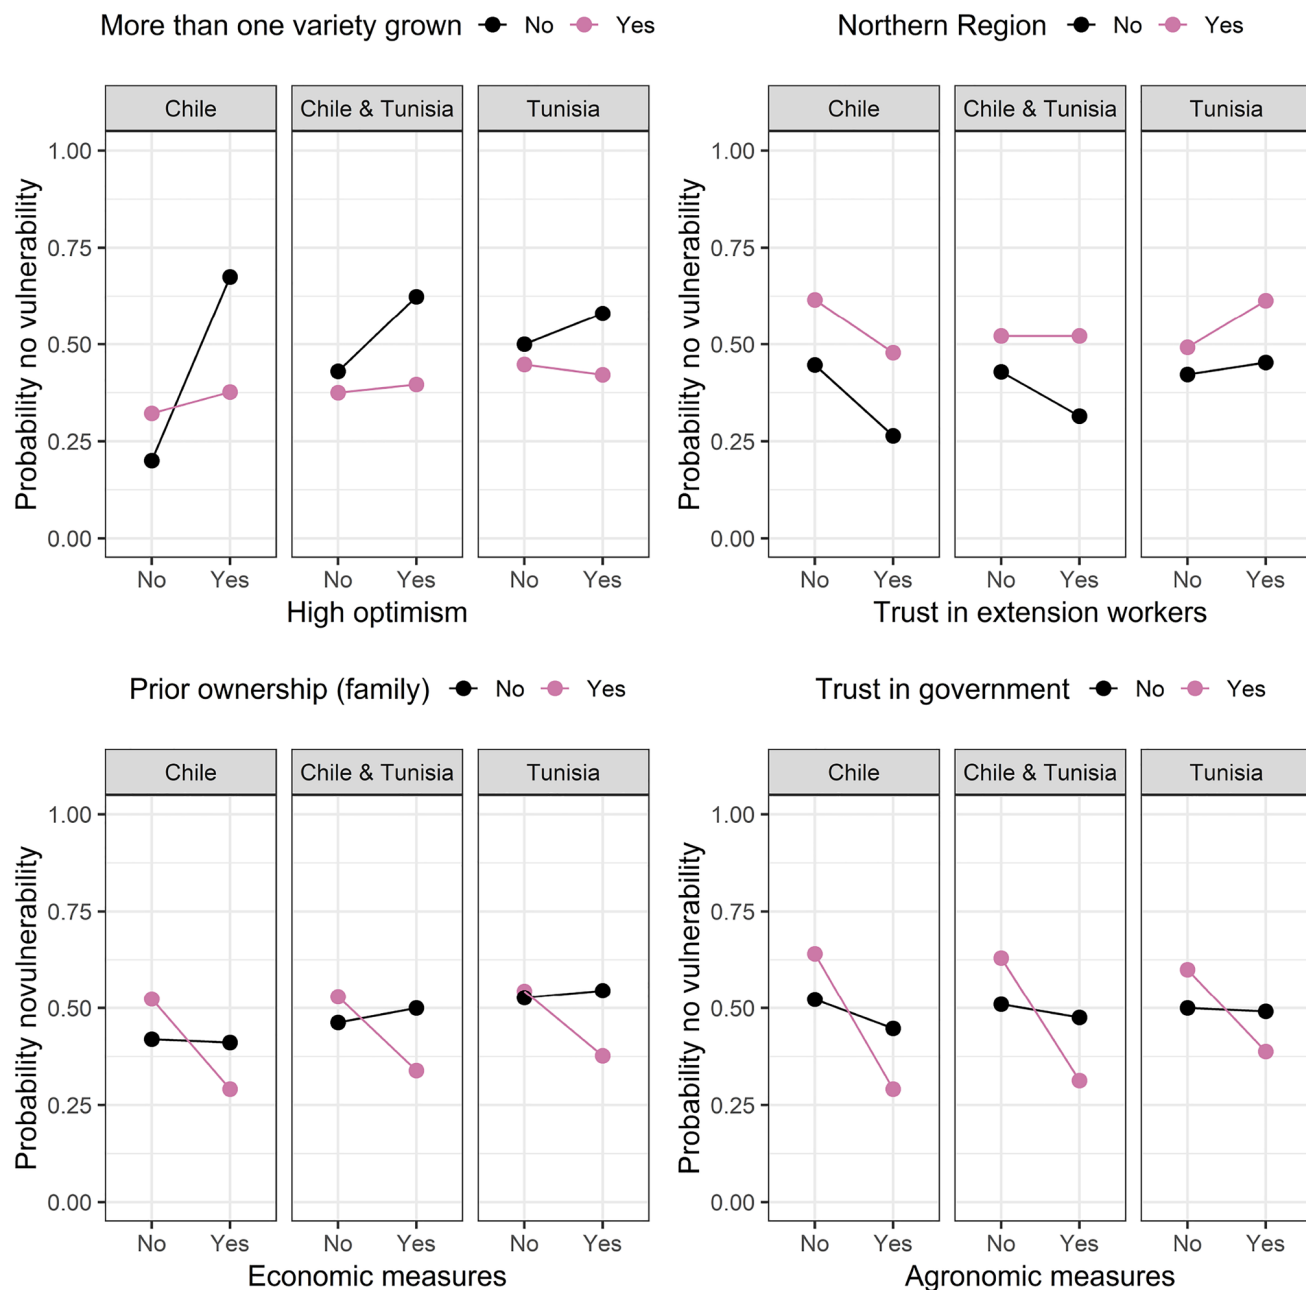 More than one variety grown No Yes
Chile Chile & Tunisia Tunisia
Probability no vulnerability
1.00
0.75
0.50
0.25
0.00
No Yes No Yes No Yes
High optimism
Northern Region No Yes
Chile Chile & Tunisia Tunisia
Probability no vulnerability
1.00
0.75
0.50
0.25
0.00
No Yes No Yes No Yes
Trust in extension workers
Prior ownership (family) No Yes
Chile Chile & Tunisia Tunisia
Probability novulnerability
1.00
0.75
0.50
0.25
0.00
No Yes No Yes No Yes
Economic measures
Trust in government No Yes
Chile Chile & Tunisia Tunisia
Probability no vulnerability
1.00
0.75
0.50
0.25
0.00
No Yes No Yes No Yes
Agronomic measures